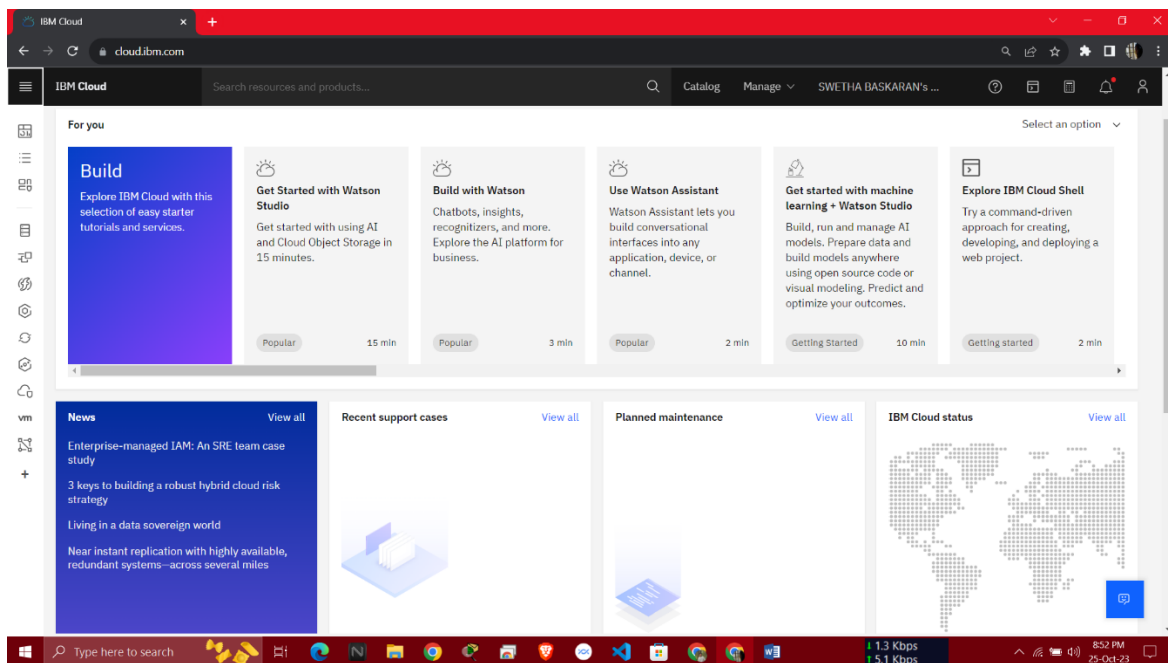 IBM Cloud
cloud.ibm.com
IBM Cloud
Search resources and products...
Catalog
Manage
SWETHA BASKARAN's ...
For you
Select an option
Build
Explore IBM Cloud with this
selection of easy starter
tutorials and services.
Get Started with Watson
Studio
Get started with using AI
and Cloud Object Storage in
15 minutes.
Popular
15 min
Build with Watson
Chatbots, insights,
recognizers, and more.
Explore the AI platform for
business.
Popular
3 min
Use Watson Assistant
Watson Assistant lets you
build conversational
interfaces into any
application, device, or
channel.
Popular
2 min
Get started with machine
learning + Watson Studio
Build, run and manage AI
models. Prepare data and
build models anywhere
using open source code or
visual modeling. Predict and
optimize your outcomes.
Getting Started
10 min
Explore IBM Cloud Shell
Try a command-driven
approach for creating,
developing, and deploying a
web project.
Getting started
2 min
vm
News
View all
Enterprise-managed IAM: An SRE team case
study
3 keys to building a robust hybrid cloud risk
strategy
Living in a data sovereign world
Near instant replication with highly available,
redundant systems—across several miles
Recent support cases
View all
Planned maintenance
View all
IBM Cloud status
View all
Type here to search
1.3 Kbps
5.1 Kbps
8:52 PM
25-Oct-23